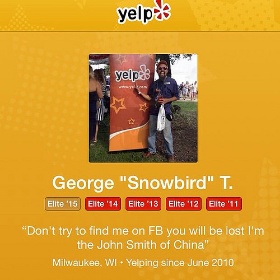 yelp
yelp
George "Snowbird" T.
Elite '15 Elite '14 Elite '13 Elite '12 Elite '11
“Don't try to find me on FB you will be lost I'm
the John Smith of China”
Milwaukee, WI • Yelping since June 2010